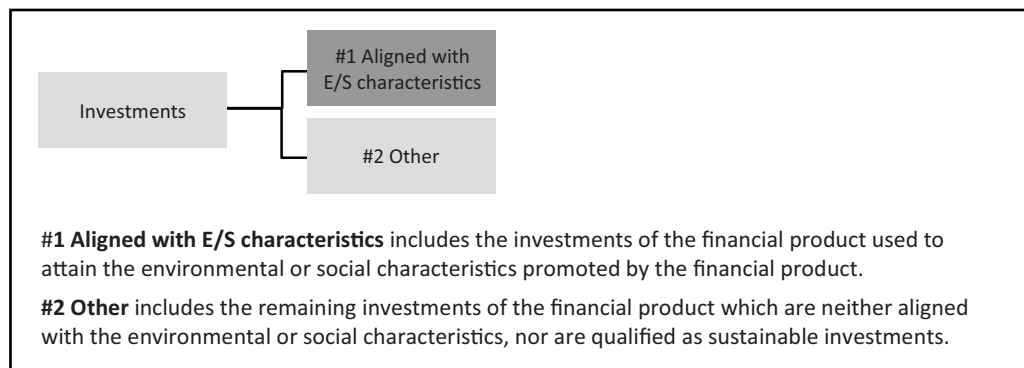 #1 Aligned with
E/S characteristics
Investments
#2 Other
#1 Aligned with E/S characteristics includes the investments of the financial product used to
attain the environmental or social characteristics promoted by the financial product.
#2 Other includes the remaining investments of the financial product which are neither aligned
with the environmental or social characteristics, nor are qualified as sustainable investments.